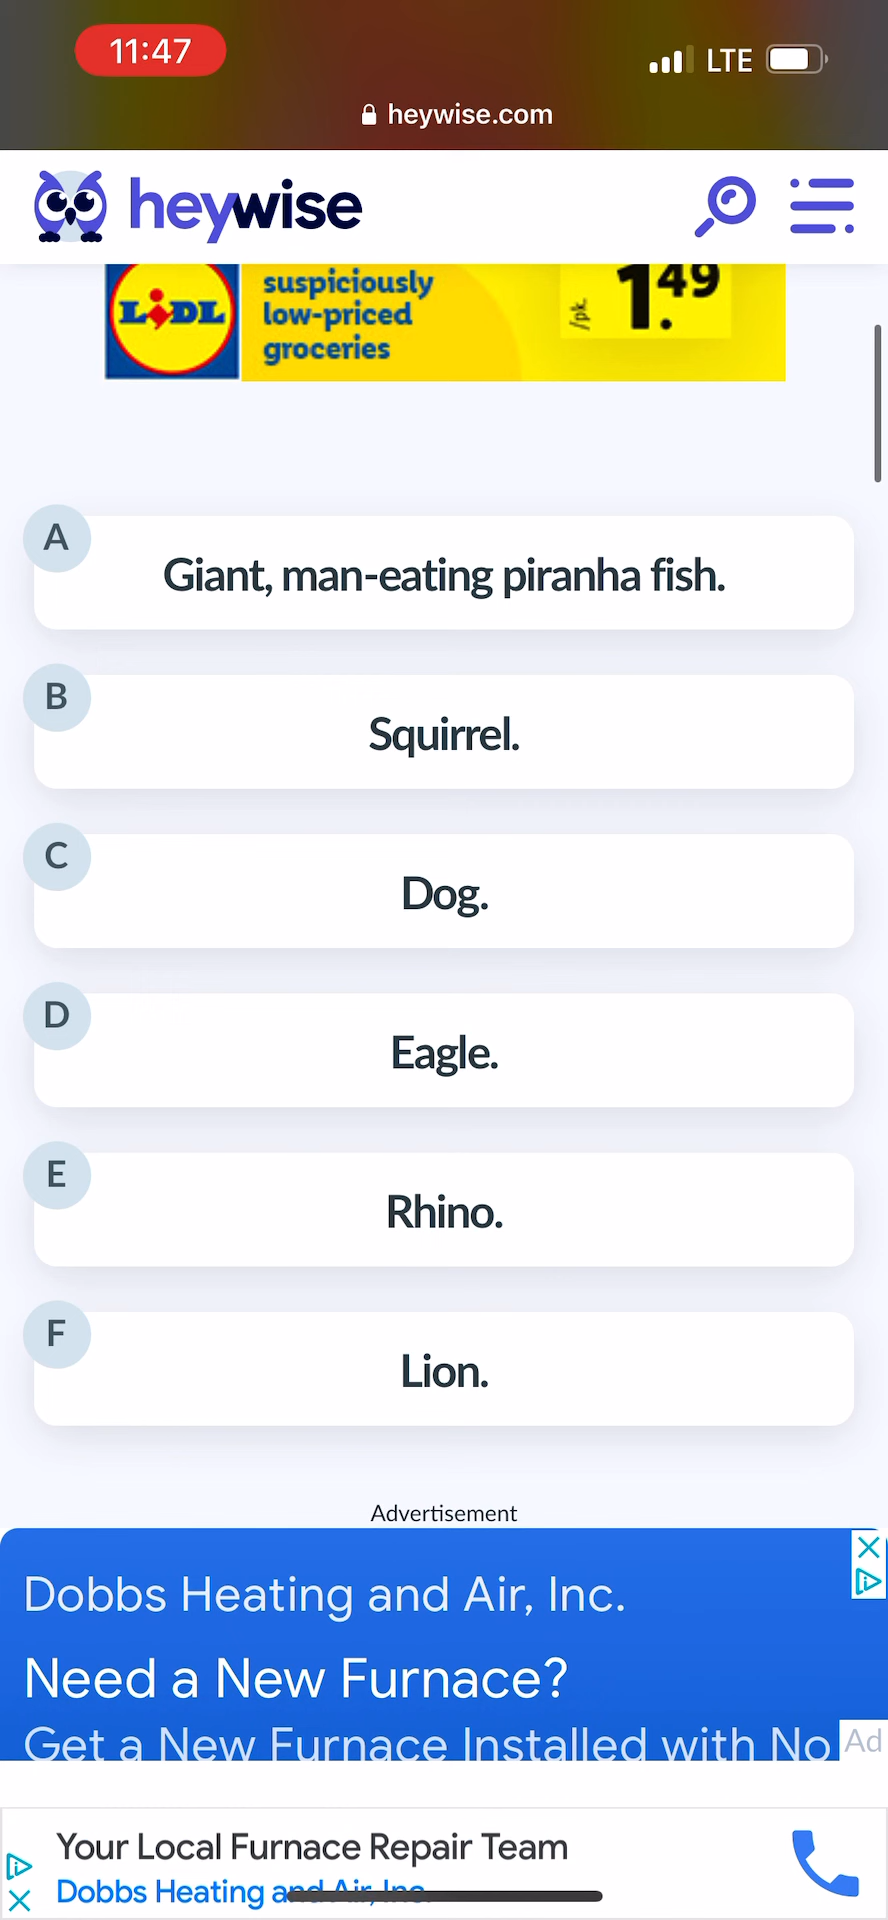 11:47
LTE
heywise.com
heywise
LIDL
suspiciously
low-priced
groceries
/pk.
1.49
A
Giant, man-eating piranha fish.
B
Squirrel.
C
Dog.
D
Eagle.
E
Rhino.
F
Lion.
Advertisement
Dobbs Heating and Air, Inc.
Need a New Furnace?
Get a New Furnace Installed with No
Ad
Your Local Furnace Repair Team
Dobbs Heating and Air, Inc.